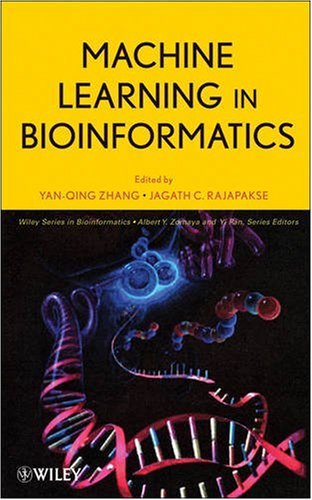 MACHINE
LEARNING IN
BIOINFORMATICS
Edited by
YAN-QING ZHANG • JAGATH C. RAJAPAKSE
Wiley Series in Bioinformatics • Albert Y. Zomaya and Yi Pan, Series Editors
WILEY